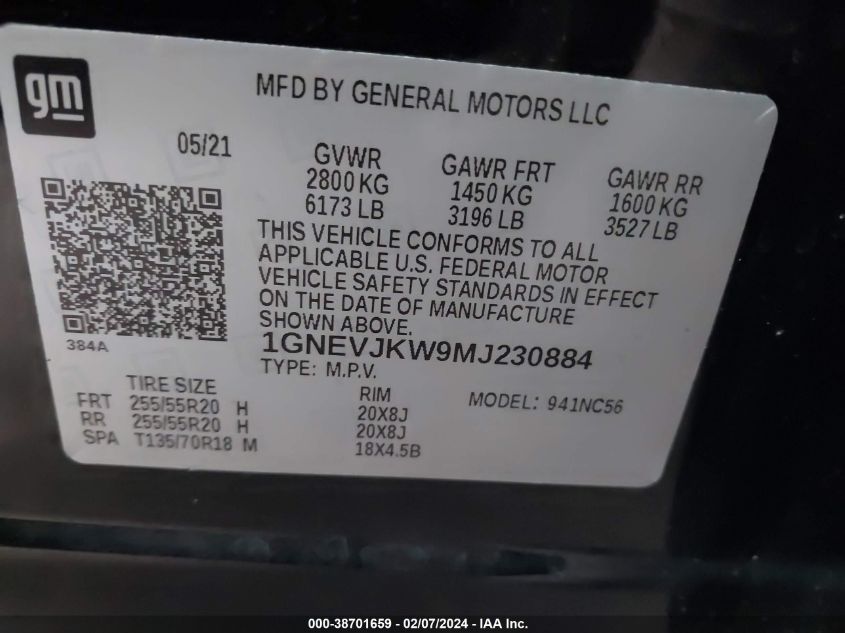 gm
MFD BY GENERAL MOTORS LLC
05/21
GVWR GAWR FRT GAWR RR
2800 KG 1450 KG 1600 KG
6173 LB 3196 LB 3527 LB
THIS VEHICLE CONFORMS TO ALL
APPLICABLE U.S. FEDERAL MOTOR
VEHICLE SAFETY STANDARDS IN EFFECT
ON THE DATE OF MANUFACTURE
SHOWN ABOVE.
384A
1GNEVJKW9MJ230884
TYPE: M.P.V.
TIRE SIZE RIM MODEL: 941NC56
FRT 255/55R20 H 20X8J
RR 255/55R20 H 20X8J
SPA T135/70R18 M 18X4.5B
000-38701659 - 02/07/2024 - IAA Inc.